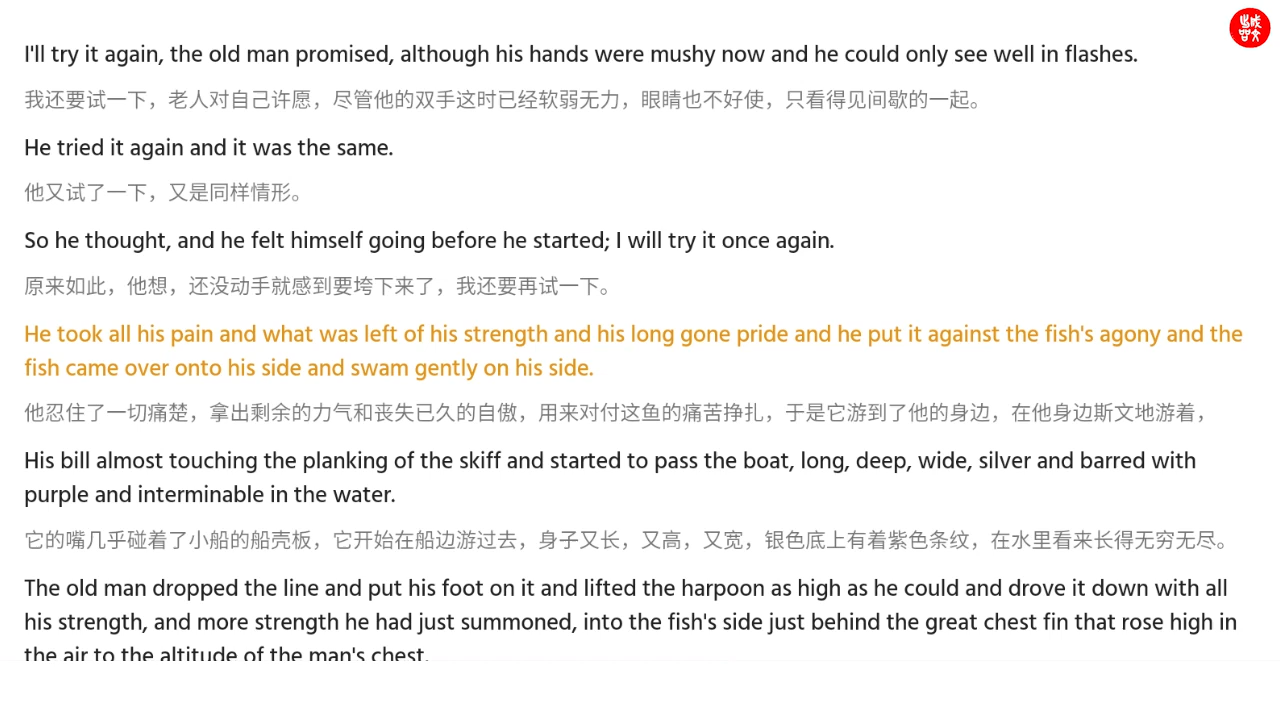 I'll try it again, the old man promised, although his hands were mushy now and he could only see well in flashes.
我还要试一下，老人对自己许愿，尽管他的双手这时已经软弱无力，眼睛也不好使，只看得见间歇的一起。
He tried it again and it was the same.
他又试了一下，又是同样情形。
So he thought, and he felt himself going before he started; I will try it once again.
原来如此，他想，还没动手就感到要垮下来了，我还要再试一下。
He took all his pain and what was left of his strength and his long gone pride and he put it against the fish's agony and the
fish came over onto his side and swam gently on his side.
他忍住了一切痛楚，拿出剩余的力气和丧失已久的自傲，用来对付这鱼的痛苦挣扎，于是它游到了他的身边，在他身边斯文地游着，
His bill almost touching the planking of the skiff and started to pass the boat, long, deep, wide, silver and barred with
purple and interminable in the water.
它的嘴几乎碰着了小船的船壳板，它开始在船边游过去，身子又长，又高，又宽，银色底上有着紫色条纹，在水里看来长得无穷无尽。
The old man dropped the line and put his foot on it and lifted the harpoon as high as he could and drove it down with all
his strength, and more strength he had just summoned, into the fish's side just behind the great chest fin that rose high in
the air to the altitude of the man's chest.